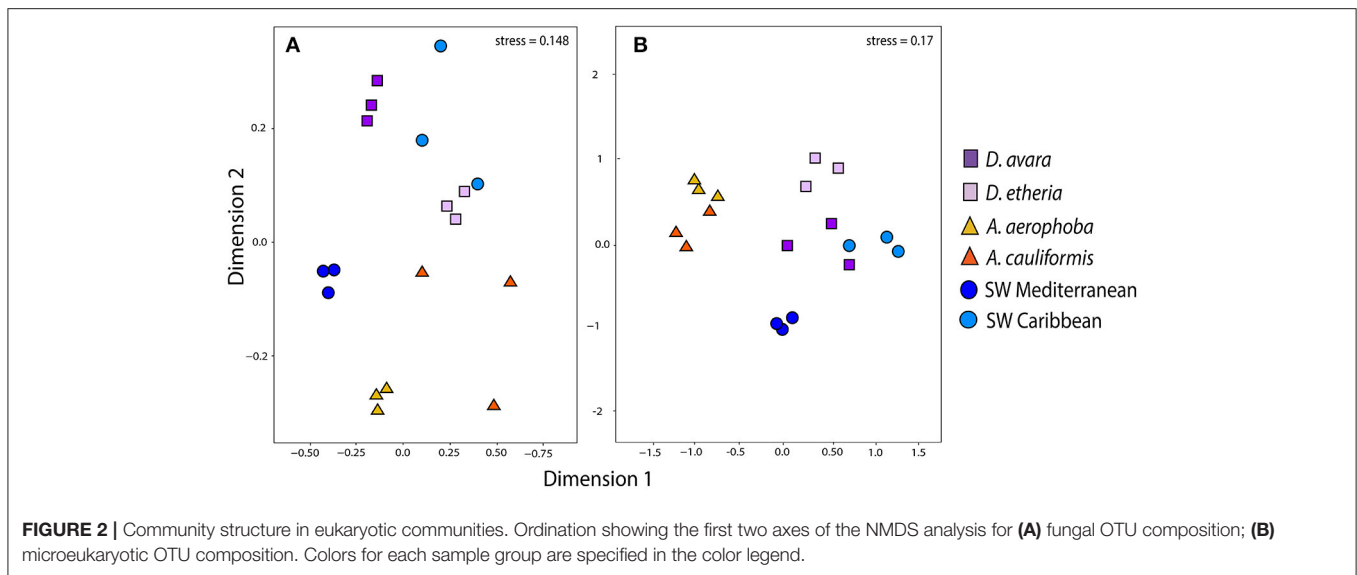 A
stress = 0.148
0.2
0.0
−0.2
−0.50
−0.25
0.0
0.25
0.50
−0.75
Dimension 2
B
stress = 0.17
2
1
0.0
−1
-2
−1.5
−1.0
-0.5
0.0
0.50
1.0
1.5
Dimension 1
D. avara
D. etheria
A. aerophoba
A. cauliformis
SW Mediterranean
SW Caribbean
FIGURE 2 | Community structure in eukaryotic communities. Ordination showing the first two axes of the NMDS analysis for (A) fungal OTU composition; (B)
microeukaryotic OTU composition. Colors for each sample group are specified in the color legend.